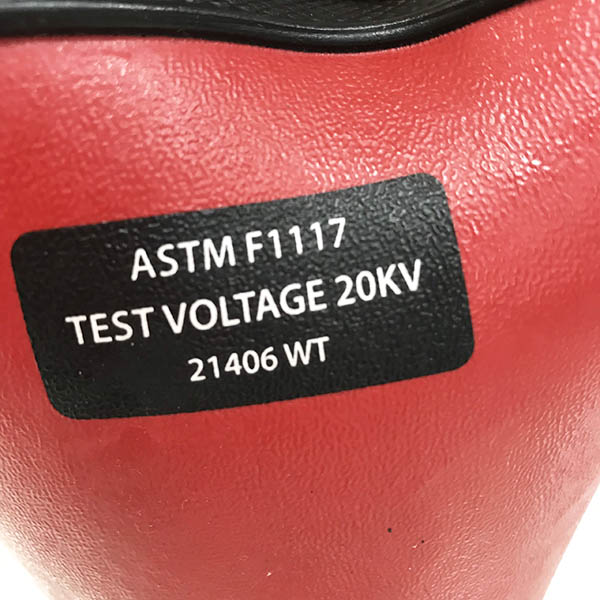 ASTM F1117
TEST VOLTAGE 20KV
21406 WT